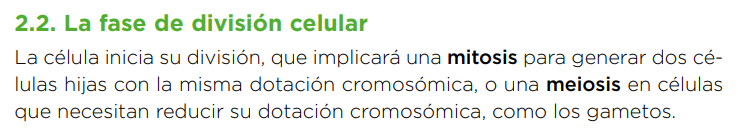 2.2. La fase de división celular
La célula inicia su división, que implicará una mitosis para generar dos cé-
lulas hijas con la misma dotación cromosómica, o una meiosis en células
que necesitan reducir su dotación cromosómica, como los gametos.